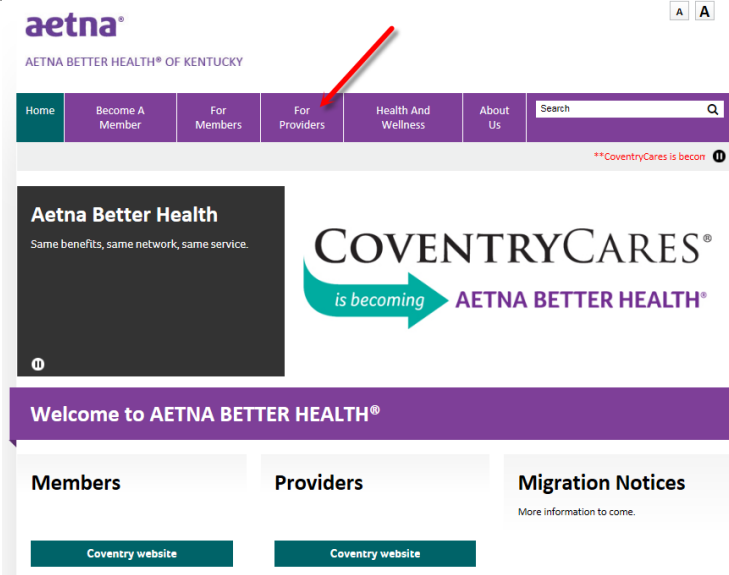 A A
aetna®
AETNA BETTER HEALTH® OF KENTUCKY
Home
Become A
Member
For
Members
For
Providers
Health And
Wellness
About
Us
Search
**CoventryCares is becom
Aetna Better Health
Same benefits, same network, same service.
COVENTRYCARES®
is becoming AETNA BETTER HEALTH®
Welcome to AETNA BETTER HEALTH®
Members
Providers
Migration Notices
More information to come.
Coventry website
Coventry website